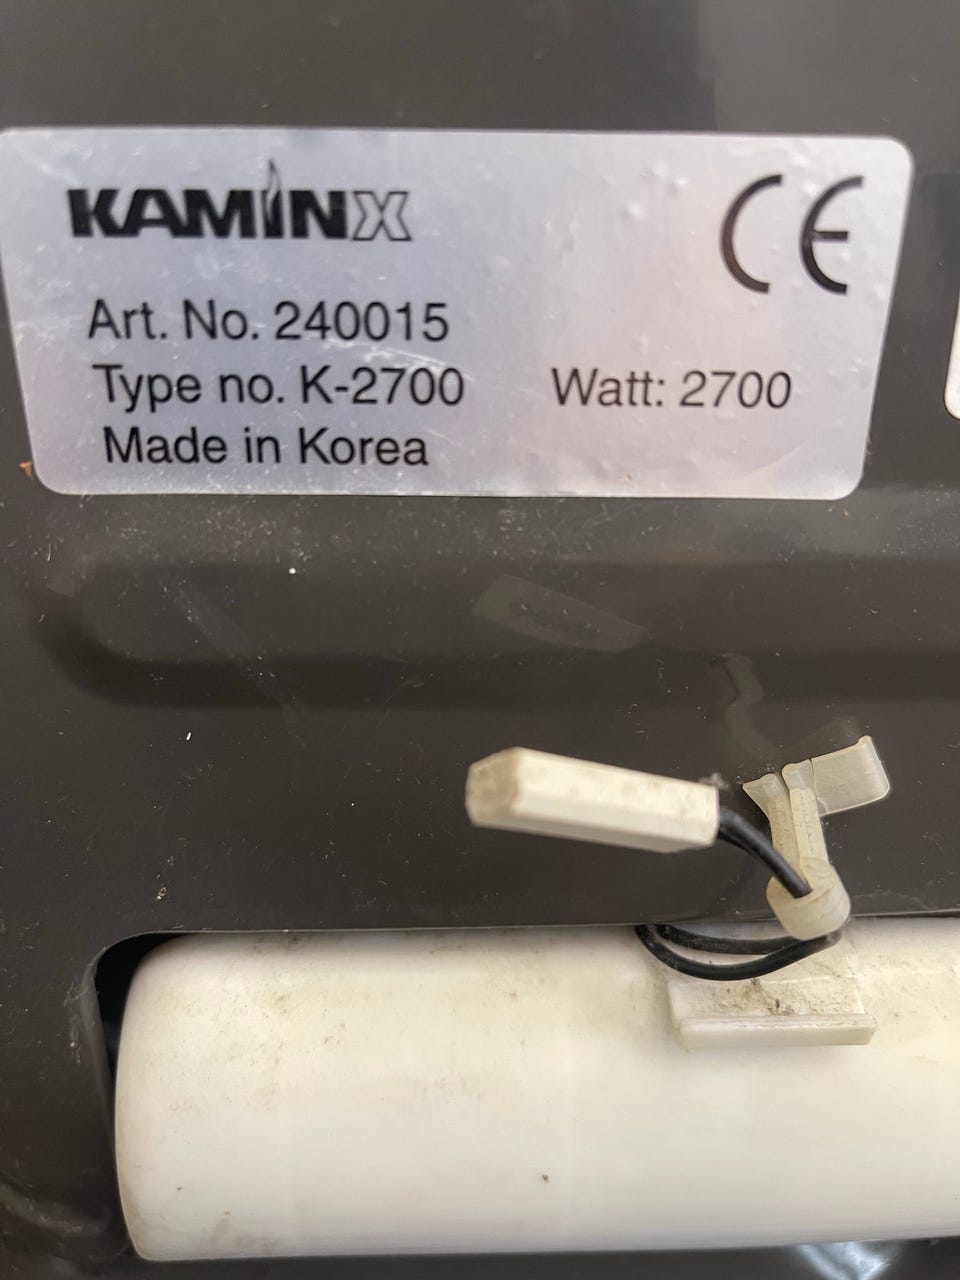 KAMINX
CE
Art. No. 240015
Type no. K-2700 Watt: 2700
Made in Korea